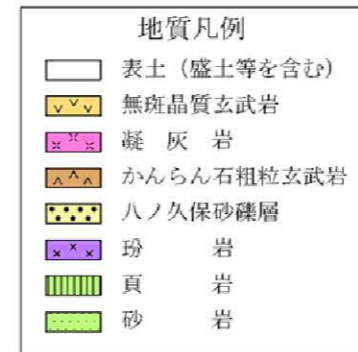 地質凡例
表土（盛土等を含む）
無斑晶質玄武岩
凝 灰 岩
かんらん石粗粒玄武岩
八ノ久保砂礫層
玢 岩
頁 岩
砂 岩